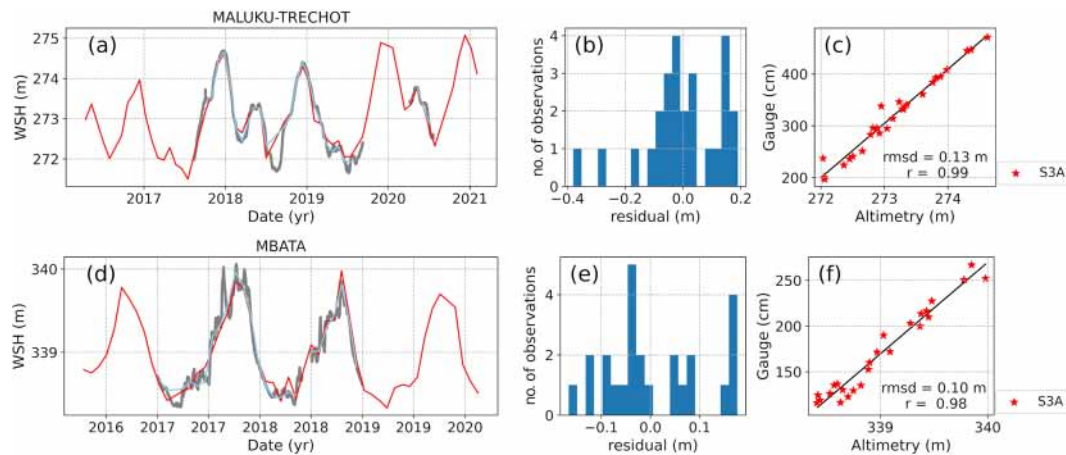 MALUKU-TRECHOT
(a)
WSH (m)
275
274
273
272
2017
2018
2019
2020
2021
Date (yr)
(b)
no. of observations
4
3
2
1
0
−0.4
−0.2
0.0
0.2
residual (m)
(c)
Gauge (cm)
400
300
200
rmsd = 0.13 m
r = 0.99
272
273
274
Altimetry (m)
S3A
MBATA
(d)
WSH (m)
340
339
2016
2016
2017
2017
2018
2018
2019
2019
2020
Date (yr)
(e)
no. of observations
4
2
0
−0.1
0.0
0.1
residual (m)
(f)
Gauge (cm)
250
200
150
rmsd = 0.10 m
r = 0.98
339
340
Altimetry (m)
S3A